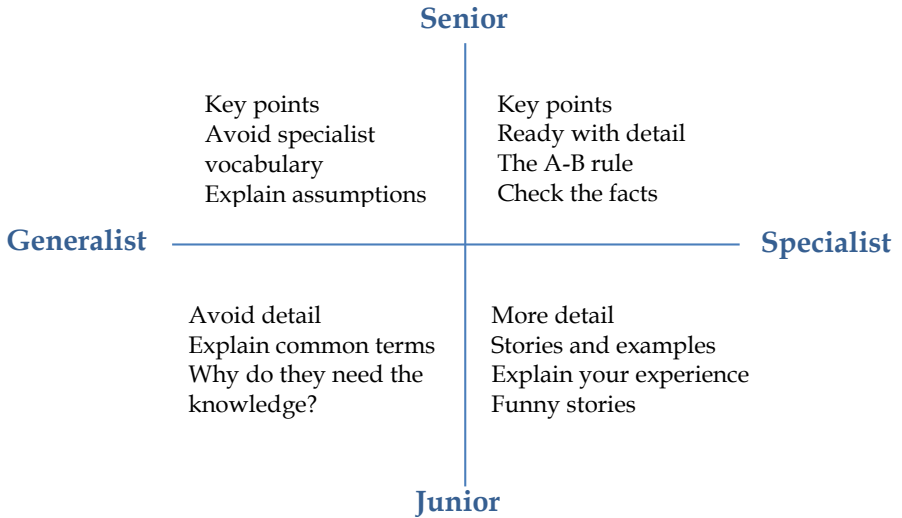 Senior
Key points
Avoid specialist
vocabulary
Explain assumptions
Key points
Ready with detail
The A-B rule
Check the facts
Generalist
Specialist
Avoid detail
Explain common terms
Why do they need the
knowledge?
More detail
Stories and examples
Explain your experience
Funny stories
Junior